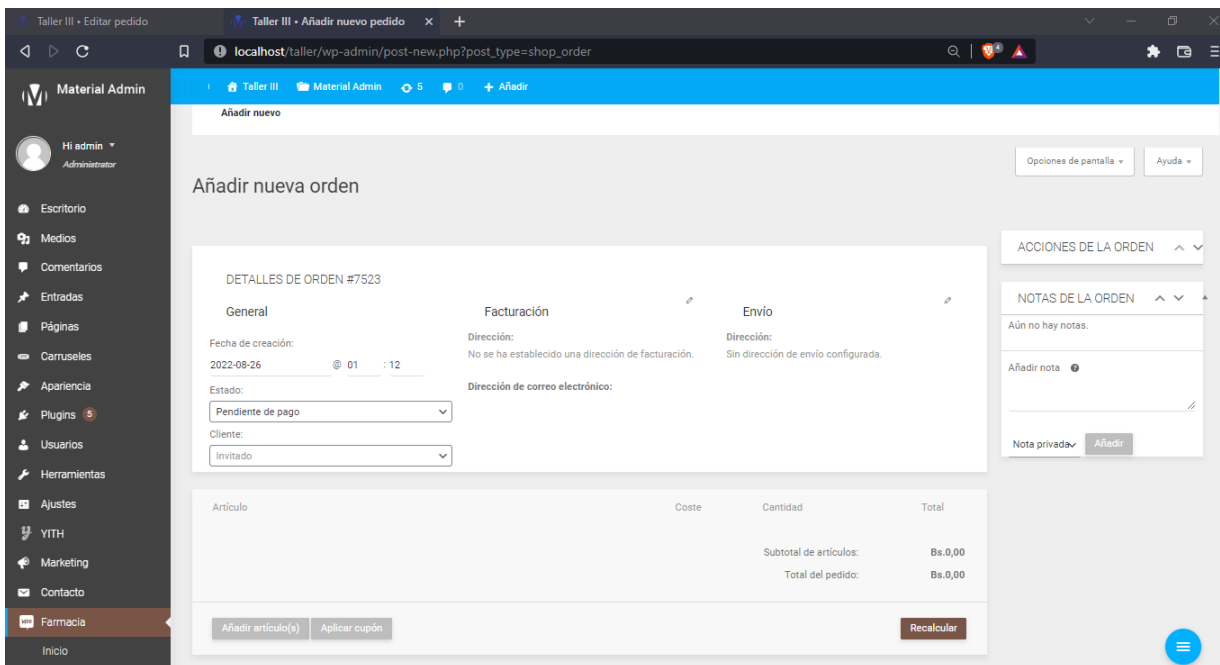 Taller III • Editar pedido
Taller III • Añadir nuevo pedido
localhost/taller/wp-admin/post-new.php?post_type=shop_order
4
Material Admin
Taller III Material Admin 5 0 Añadir
Añadir nuevo
Hi admin
Administrator
Opciones de pantalla
Ayuda
Añadir nueva orden
Escritorio
Medios
Comentarios
Entradas
Páginas
Carruseles
Apariencia
Plugins 5
Usuarios
Herramientas
Ajustes
YITH
Marketing
Contacto
Farmacia
Inicio
DETALLES DE ORDEN #7523
General
Fecha de creación:
2022-08-26 @ 01 : 12
Estado:
Pendiente de pago
Cliente:
Invitado
Facturación
Dirección:
No se ha establecido una dirección de facturación.
Dirección de correo electrónico:
Envío
Dirección:
Sin dirección de envío configurada.
Artículo Coste Cantidad Total
Subtotal de artículos: Bs.0,00
Total del pedido: Bs.0,00
Añadir artículo(s) Aplicar cupón Recalcular
ACCIONES DE LA ORDEN
NOTAS DE LA ORDEN
Aún no hay notas.
Añadir nota
Nota privada Añadir